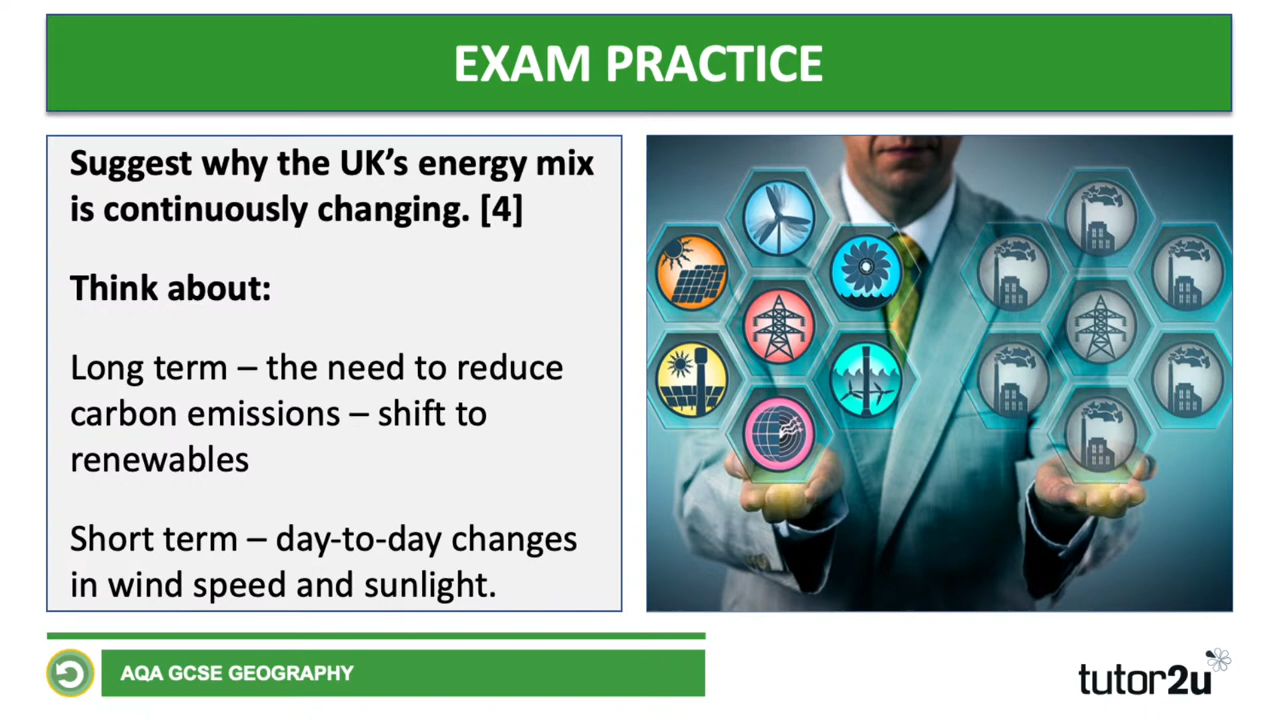 EXAM PRACTICE
Suggest why the UK’s energy mix
is continuously changing. [4]
Think about:
Long term – the need to reduce
carbon emissions – shift to
renewables
Short term – day-to-day changes
in wind speed and sunlight.
AQA GCSE GEOGRAPHY
tutor2u